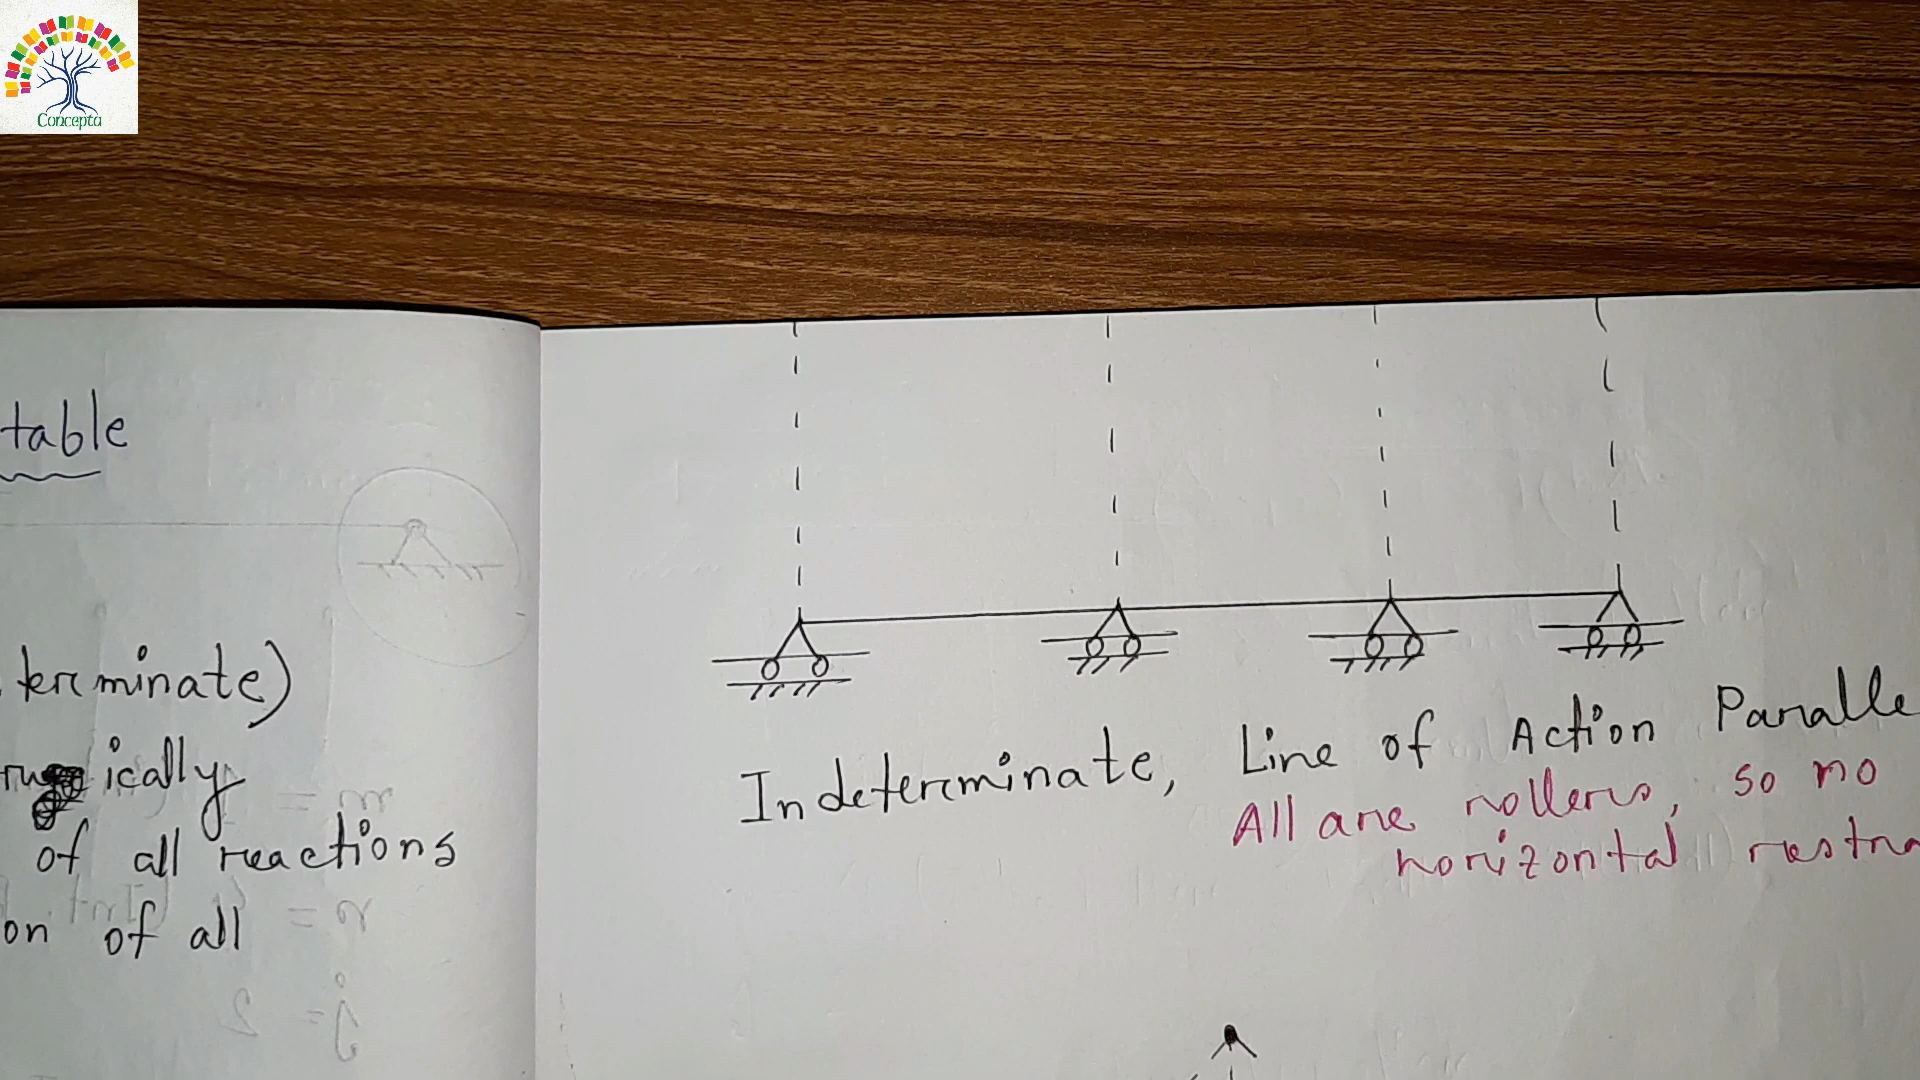 Concepta
table
terminate)
ically
of all reactions
on of all
Indeterminate, Line of Action Paralle
All are rollers, so no
horizontal restra